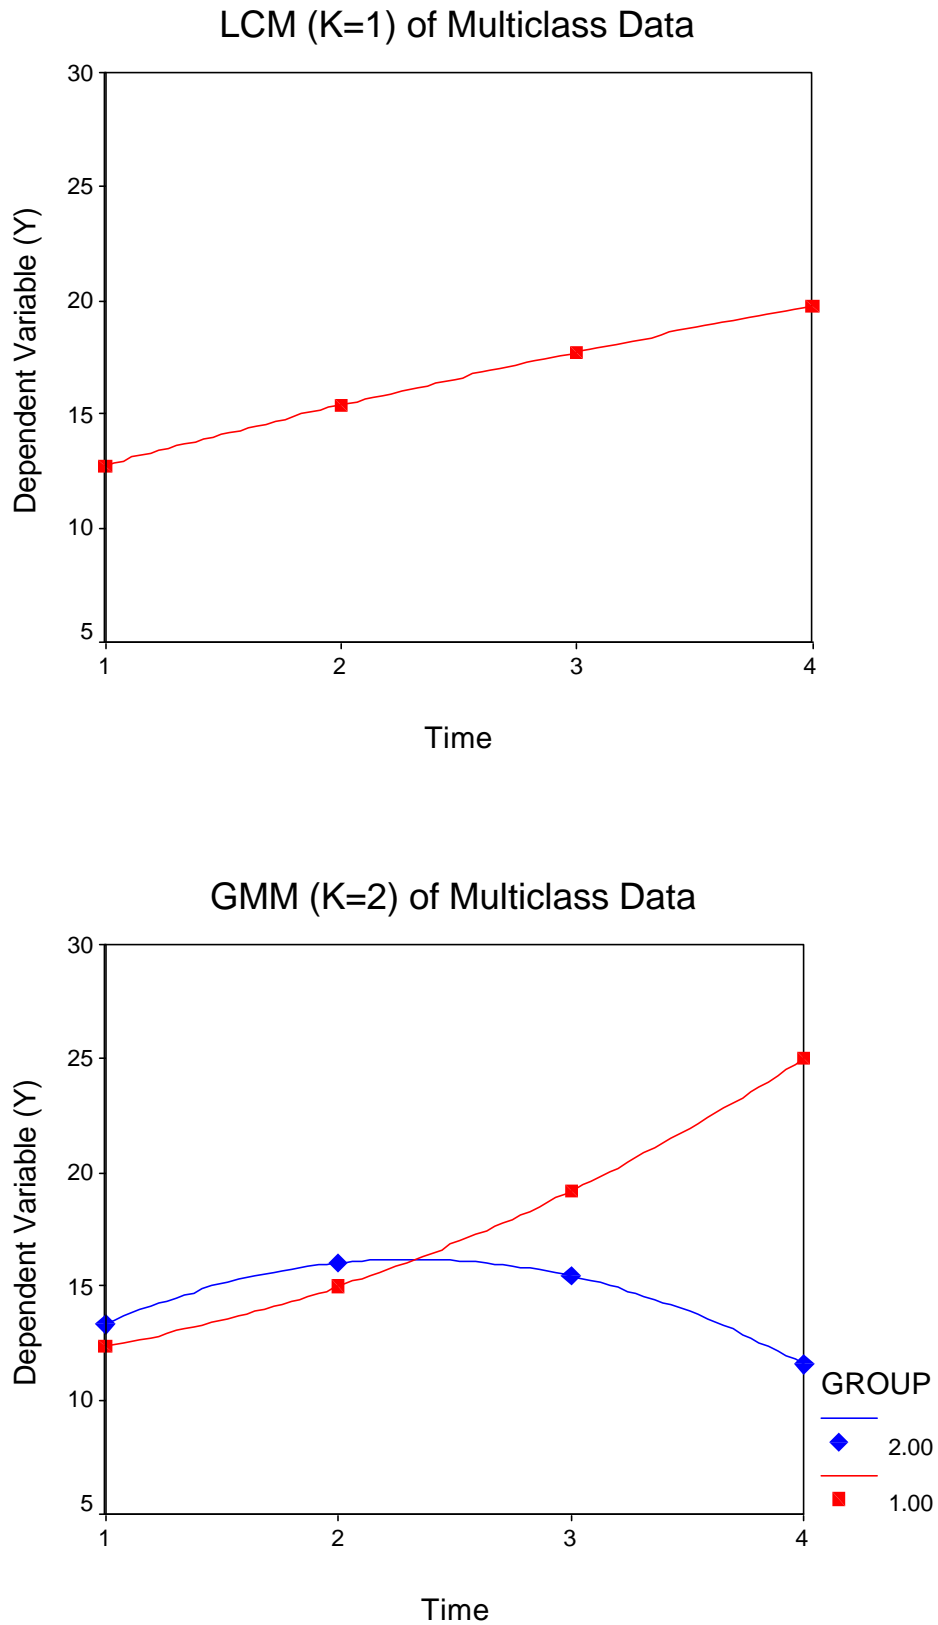 LCM (K=1) of Multiclass Data
30
25
20
15
10
5
Dependent Variable (Y)
1 2 3 4
Time
GMM (K=2) of Multiclass Data
30
25
20
15
10
5
Dependent Variable (Y)
1 2 3 4
Time
GROUP
2.00
1.00